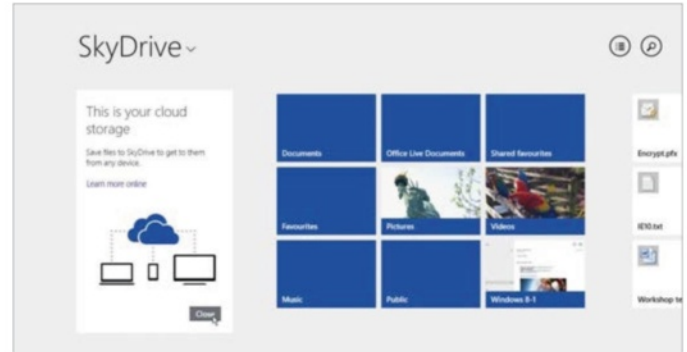 SkyDrive
This is your cloud
storage
Save files to SkyDrive to get to them
from any device.
Learn more online
Close
Documents
Office Live Documents
Shared favourites
Favourites
Pictures
Videos
Music
Public
Windows 8-1
Encrypt.pfx
IE10.txt
Workshop te